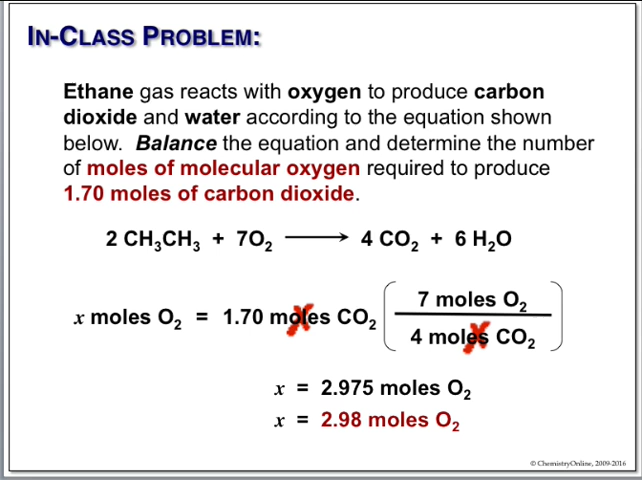 IN-CLASS PROBLEM:
Ethane gas reacts with oxygen to produce carbon
dioxide and water according to the equation shown
below. Balance the equation and determine the number
of moles of molecular oxygen required to produce
1.70 moles of carbon dioxide.
2 CH₃CH₃ + 7O₂ ⟶ 4 CO₂ + 6 H₂O
x moles O₂ = 1.70 moles CO₂ ( 7 moles O₂
4 moles CO₂ )
x = 2.975 moles O₂
x = 2.98 moles O₂
© ChemistryOnline, 2009-2016